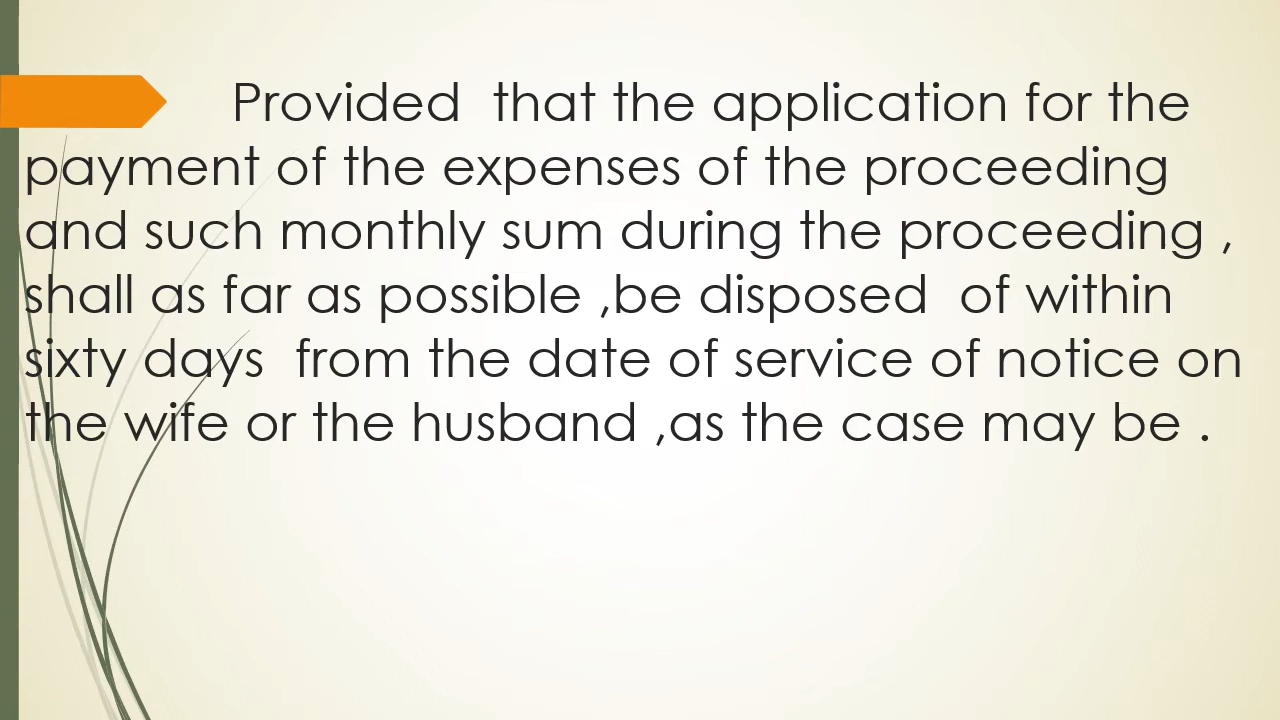 Provided that the application for the
payment of the expenses of the proceeding
and such monthly sum during the proceeding ,
shall as far as possible ,be disposed of within
sixty days from the date of service of notice on
the wife or the husband ,as the case may be .